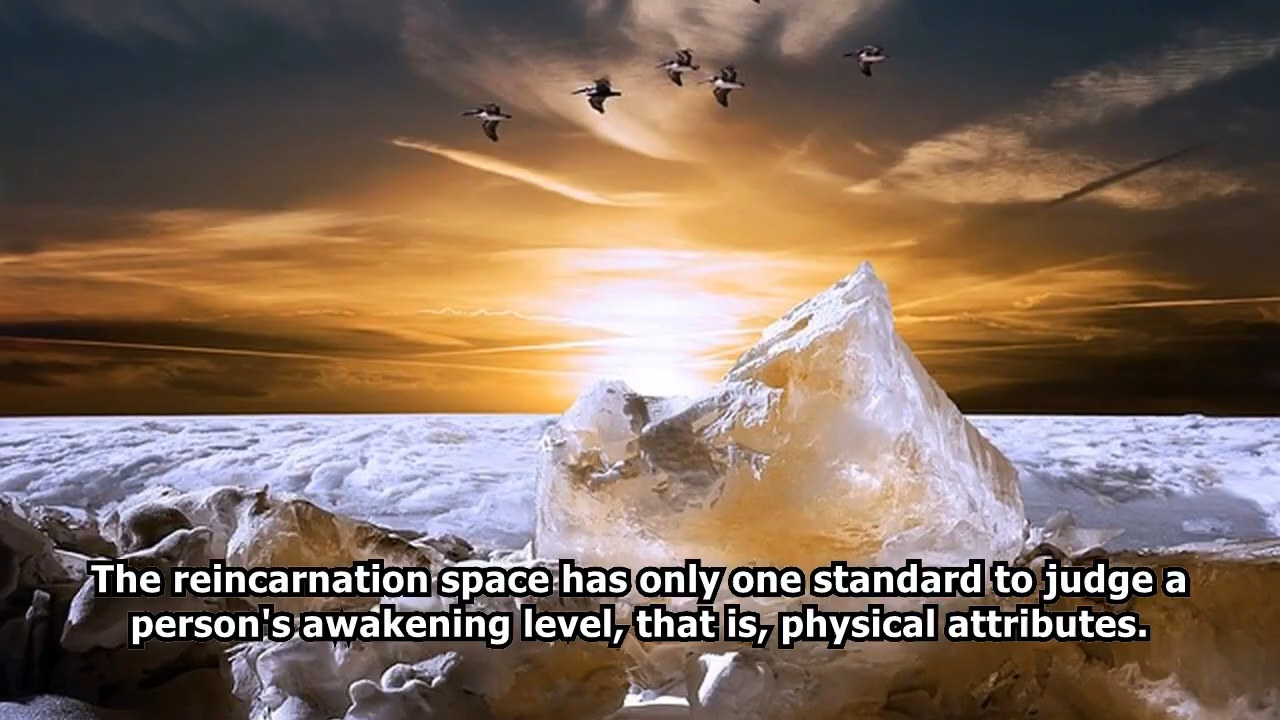 The reincarnation space has only one standard to judge a
person's awakening level, that is, physical attributes.